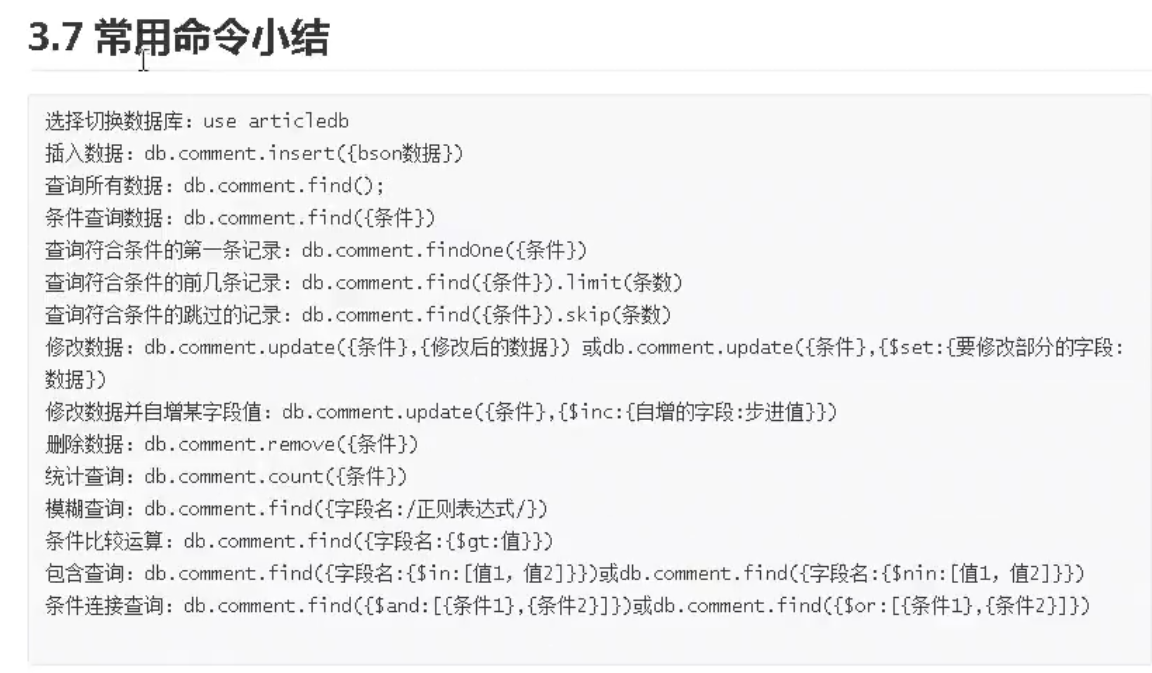 3.7 常用命令小结
选择切换数据库：use articledb
插入数据：db.comment.insert({bson数据})
查询所有数据：db.comment.find();
条件查询数据：db.comment.find({条件})
查询符合条件的第一条记录：db.comment.findOne({条件})
查询符合条件的前几条记录：db.comment.find({条件}).limit(条数)
查询符合条件的跳过的记录：db.comment.find({条件}).skip(条数)
修改数据：db.comment.update({条件},{修改后的数据}) 或db.comment.update({条件},{$set:{要修改部分的字段:
数据})
修改数据并自增某字段值：db.comment.update({条件},{$inc:{自增的字段:步进值}})
删除数据：db.comment.remove({条件})
统计查询：db.comment.count({条件})
模糊查询：db.comment.find({字段名:/正则表达式/})
条件比较运算：db.comment.find({字段名:{$gt:值}})
包含查询：db.comment.find({字段名:{$in:[值1，值2]}})或db.comment.find({字段名:{$nin:[值1，值2]}})
条件连接查询：db.comment.find({$and:[{条件1},{条件2}]})或db.comment.find({$or:[{条件1},{条件2}]})